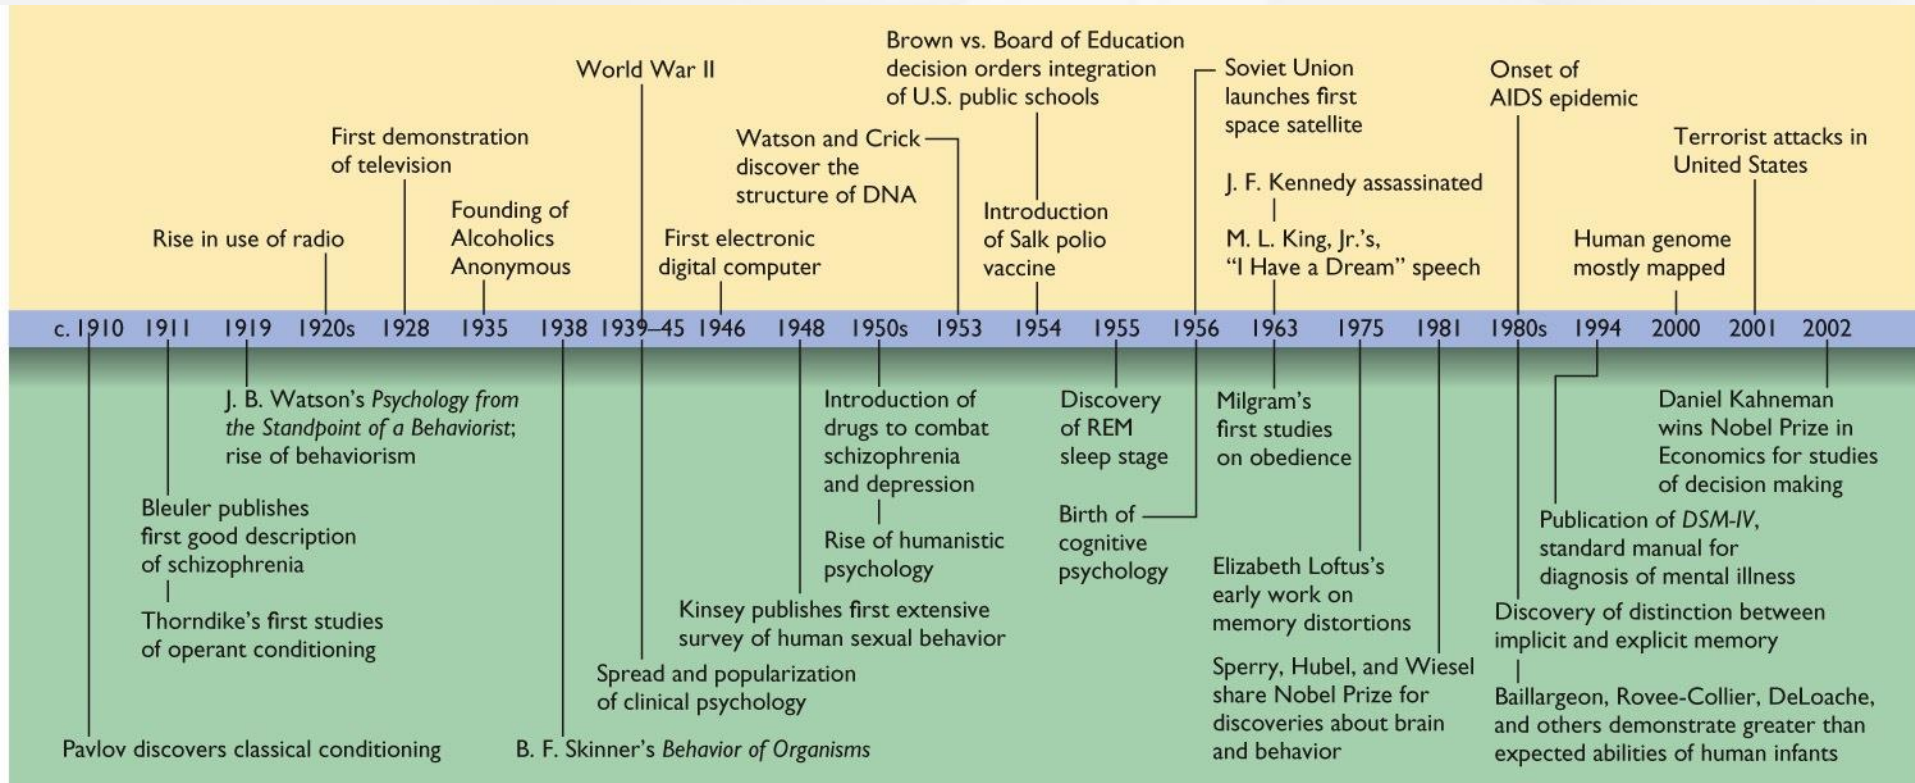 Brown vs. Board of Education
decision orders integration
of U.S. public schools
World War II
Soviet Union
launches first
space satellite
Onset of
AIDS epidemic
First demonstration
of television
Watson and Crick
discover the
structure of DNA
Terrorist attacks in
United States
J. F. Kennedy assassinated
Founding of
Alcoholics
Anonymous
Introduction
of Salk polio
vaccine
Rise in use of radio
First electronic
digital computer
M. L. King, Jr.'s,
"I Have a Dream" speech
Human genome
mostly mapped
c. 1910 1911 1919 1920s 1928 1935 1938 1939–45 1946 1948 1950s 1953 1954 1955 1956 1963 1975 1981 1980s 1994 2000 2001 2002
J. B. Watson's Psychology from
the Standpoint of a Behaviorist;
rise of behaviorism
Introduction of
drugs to combat
schizophrenia
and depression
Discovery
of REM
sleep stage
Milgram's
first studies
on obedience
Daniel Kahneman
wins Nobel Prize in
Economics for studies
of decision making
Bleuler publishes
first good description
of schizophrenia
Rise of humanistic
psychology
Birth of
cognitive
psychology
Publication of DSM-IV,
standard manual for
diagnosis of mental illness
Elizabeth Loftus's
early work on
memory distortions
Thorndike's first studies
of operant conditioning
Kinsey publishes first extensive
survey of human sexual behavior
Discovery of distinction between
implicit and explicit memory
Spread and popularization
of clinical psychology
Sperry, Hubel, and Wiesel
share Nobel Prize for
discoveries about brain
and behavior
Baillargeon, Rovee-Collier, DeLoache,
and others demonstrate greater than
expected abilities of human infants
Pavlov discovers classical conditioning
B. F. Skinner's Behavior of Organisms